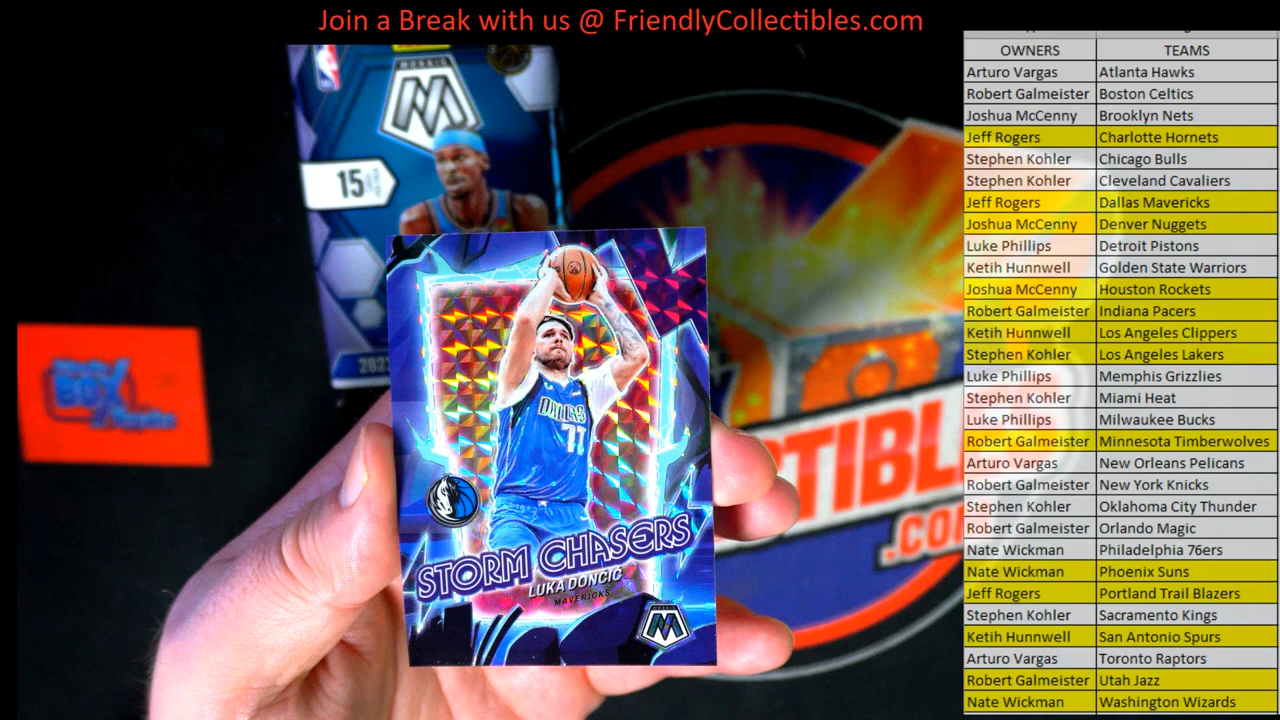 Join a Break with us @ FriendlyCollectibles.com
OWNERS TEAMS
Arturo Vargas Atlanta Hawks
Robert Galmeister Boston Celtics
Joshua McCenny Brooklyn Nets
Jeff Rogers Charlotte Hornets
Stephen Kohler Chicago Bulls
Stephen Kohler Cleveland Cavaliers
Jeff Rogers Dallas Mavericks
Joshua McCenny Denver Nuggets
Luke Phillips Detroit Pistons
Ketih Hunnwell Golden State Warriors
Joshua McCenny Houston Rockets
Robert Galmeister Indiana Pacers
Ketih Hunnwell Los Angeles Clippers
Stephen Kohler Los Angeles Lakers
Luke Phillips Memphis Grizzlies
Stephen Kohler Miami Heat
Luke Phillips Milwaukee Bucks
Robert Galmeister Minnesota Timberwolves
Arturo Vargas New Orleans Pelicans
Robert Galmeister New York Knicks
Stephen Kohler Oklahoma City Thunder
Robert Galmeister Orlando Magic
Nate Wickman Philadelphia 76ers
Nate Wickman Phoenix Suns
Jeff Rogers Portland Trail Blazers
Stephen Kohler Sacramento Kings
Ketih Hunnwell San Antonio Spurs
Arturo Vargas Toronto Raptors
Robert Galmeister Utah Jazz
Nate Wickman Washington Wizards
MOSAIC
15
DALLAS
77
STORM CHASERS
LUKA DONČIĆ
MAVERICKS
MOSAIC
BOX
TIBL
.CO